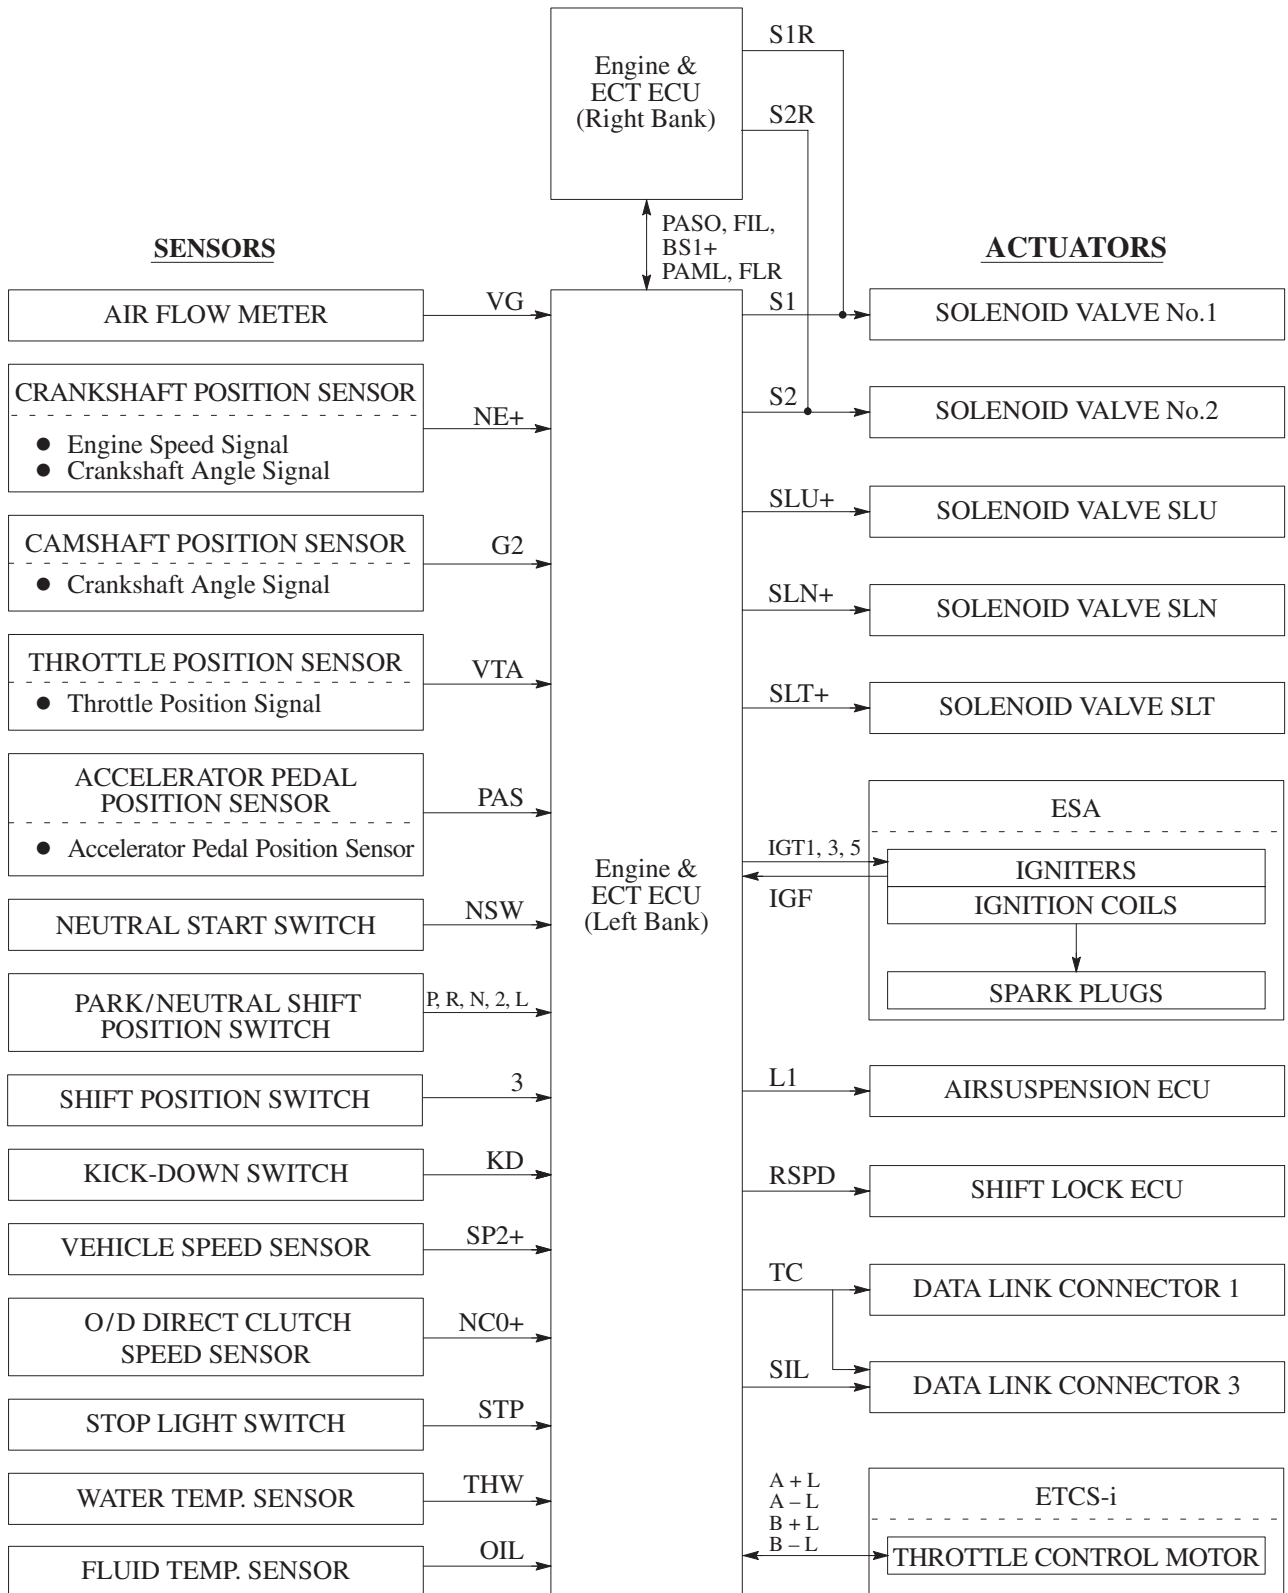 S1R
Engine &
ECT ECU
(Right Bank)
S2R
PASO, FIL,
BS1+
PAML, FLR
SENSORS
AIR FLOW METER
VG
CRANKSHAFT POSITION SENSOR
● Engine Speed Signal
● Crankshaft Angle Signal
NE+
CAMSHAFT POSITION SENSOR
● Crankshaft Angle Signal
G2
THROTTLE POSITION SENSOR
● Throttle Position Signal
VTA
ACCELERATOR PEDAL
POSITION SENSOR
● Accelerator Pedal Position Sensor
PAS
NEUTRAL START SWITCH
NSW
PARK/NEUTRAL SHIFT
POSITION SWITCH
P, R, N, 2, L
SHIFT POSITION SWITCH
3
KICK-DOWN SWITCH
KD
VEHICLE SPEED SENSOR
SP2+
O/D DIRECT CLUTCH
SPEED SENSOR
NC0+
STOP LIGHT SWITCH
STP
WATER TEMP. SENSOR
THW
FLUID TEMP. SENSOR
OIL
Engine &
ECT ECU
(Left Bank)
ACTUATORS
S1
SOLENOID VALVE No.1
S2
SOLENOID VALVE No.2
SLU+
SOLENOID VALVE SLU
SLN+
SOLENOID VALVE SLN
SLT+
SOLENOID VALVE SLT
ESA
IGT1, 3, 5
IGNITERS
IGF
IGNITION COILS
SPARK PLUGS
L1
AIRSUSPENSION ECU
RSPD
SHIFT LOCK ECU
TC
DATA LINK CONNECTOR 1
SIL
DATA LINK CONNECTOR 3
A + L
A – L
B + L
B – L
ETCS-i
THROTTLE CONTROL MOTOR